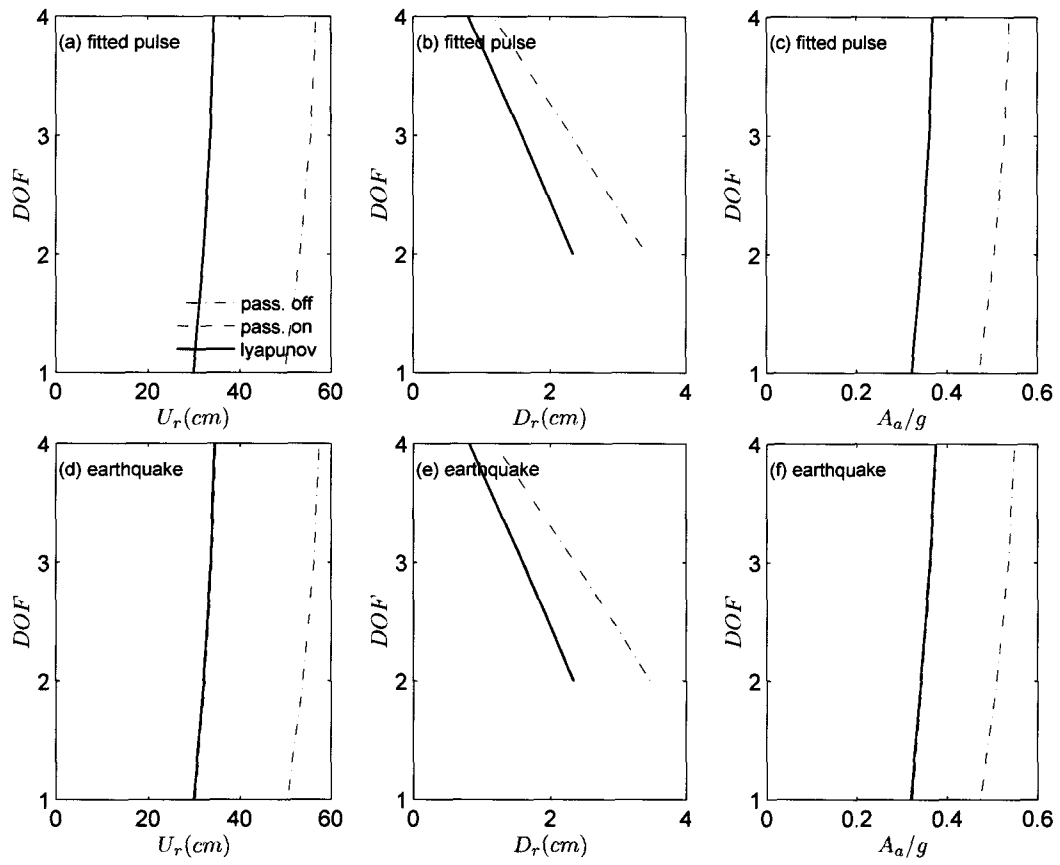 4
(a) fitted pulse
3
DOF
2
pass. off
pass. on
lyapunov
1
0 20 40 60
U_r(cm)
4
(b) fitted pulse
3
DOF
2
1
0 2 4
D_r(cm)
4
(c) fitted pulse
3
DOF
2
1
0 0.2 0.4 0.6
A_a/g
4
(d) earthquake
3
DOF
2
1
0 20 40 60
U_r(cm)
4
(e) earthquake
3
DOF
2
1
0 2 4
D_r(cm)
4
(f) earthquake
3
DOF
2
1
0 0.2 0.4 0.6
A_a/g